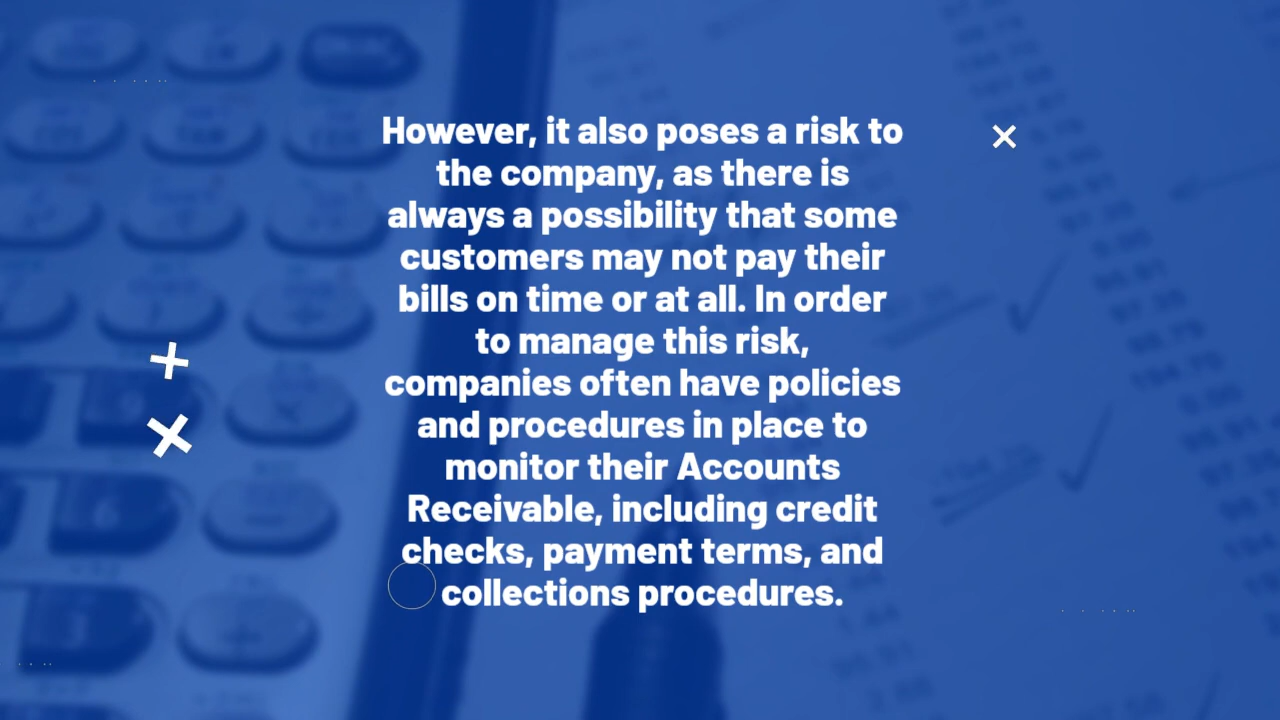 However, it also poses a risk to
the company, as there is
always a possibility that some
customers may not pay their
bills on time or at all. In order
to manage this risk,
companies often have policies
and procedures in place to
monitor their Accounts
Receivable, including credit
checks, payment terms, and
collections procedures.